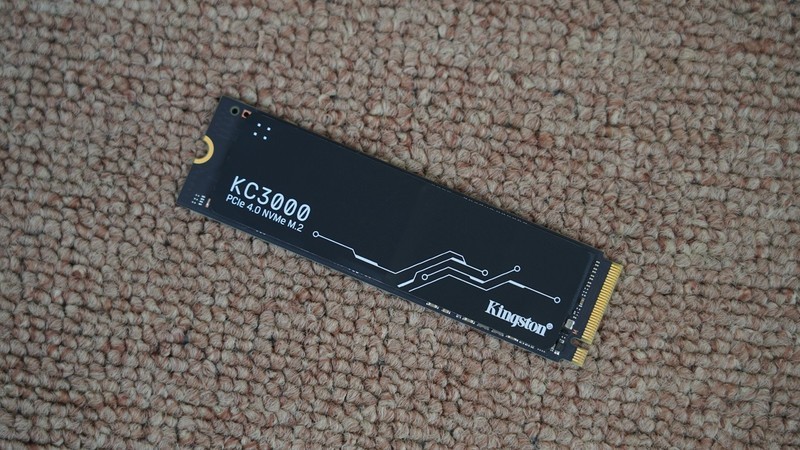 KC3000
PCIe 4.0 NVMe M.2
Kingston®